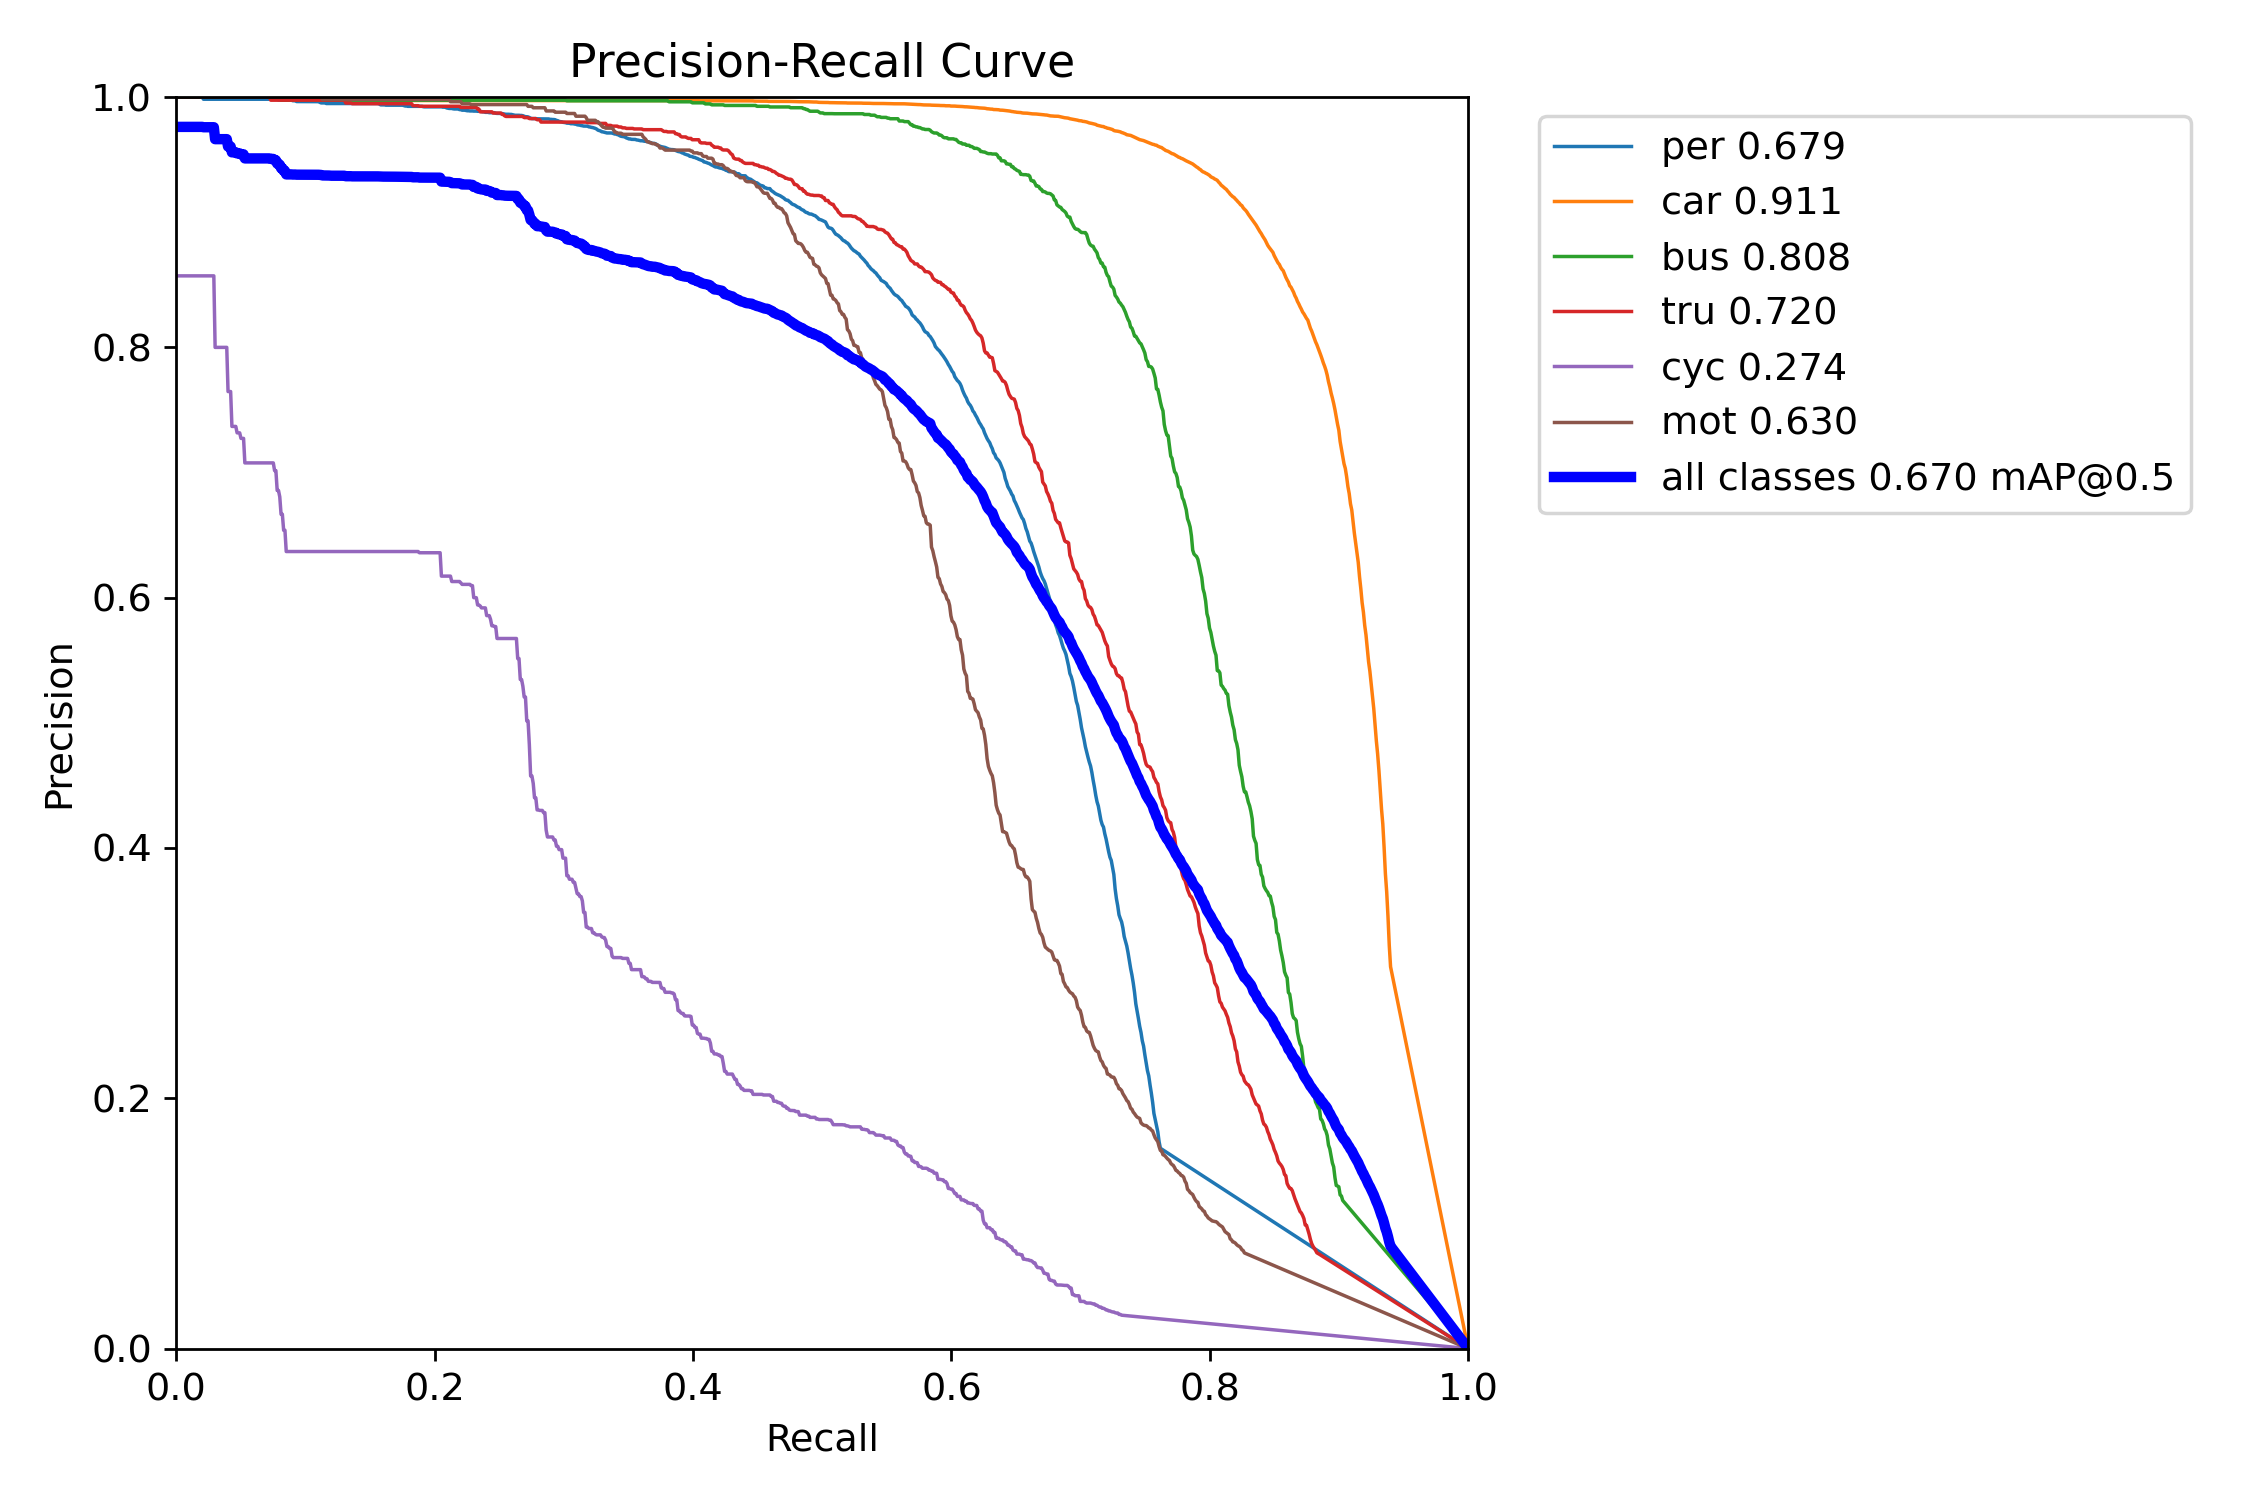 Precision-Recall Curve
1.0
0.8
0.6
0.4
0.2
0.0
Precision
0.0 0.2 0.4 0.6 0.8 1.0
Recall
per 0.679
car 0.911
bus 0.808
tru 0.720
cyc 0.274
mot 0.630
all classes 0.670 mAP@0.5